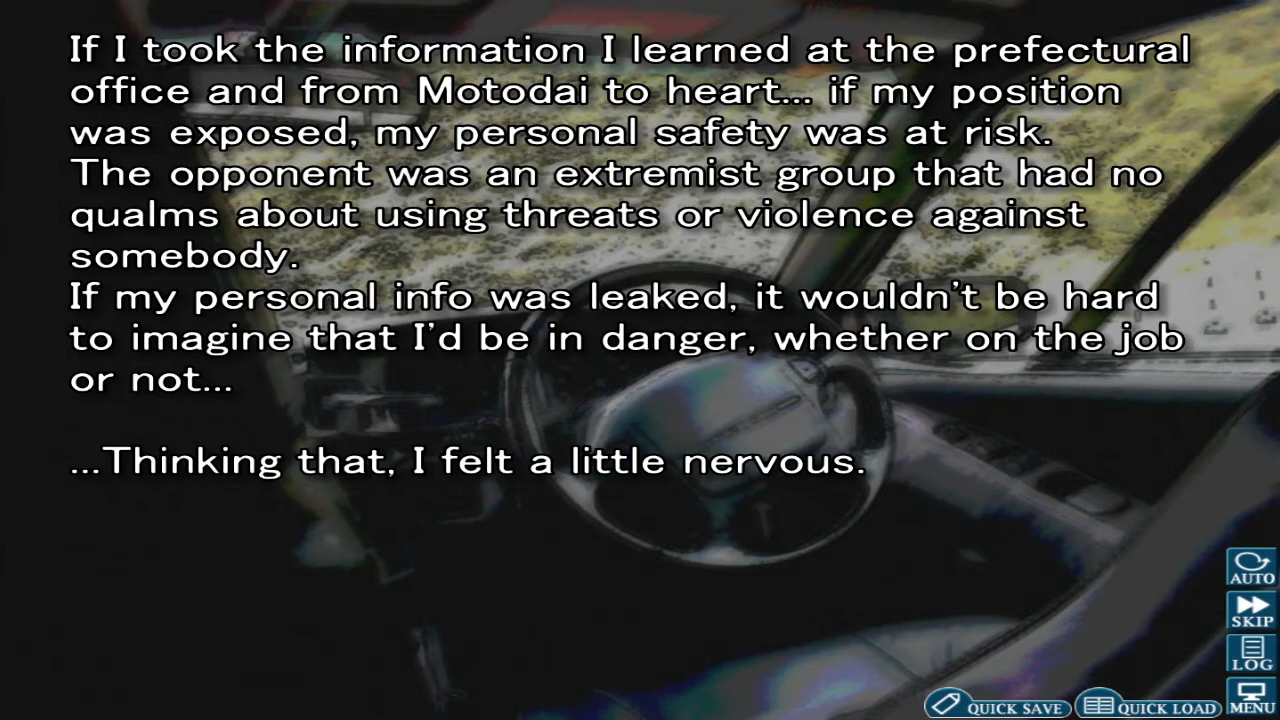 If I took the information I learned at the prefectural
office and from Motodai to heart... if my position
was exposed, my personal safety was at risk.
The opponent was an extremist group that had no
qualms about using threats or violence against
somebody.
If my personal info was leaked, it wouldn't be hard
to imagine that I'd be in danger, whether on the job
or not...
...Thinking that, I felt a little nervous.
AUTO
SKIP
LOG
MENU
QUICK SAVE
QUICK LOAD